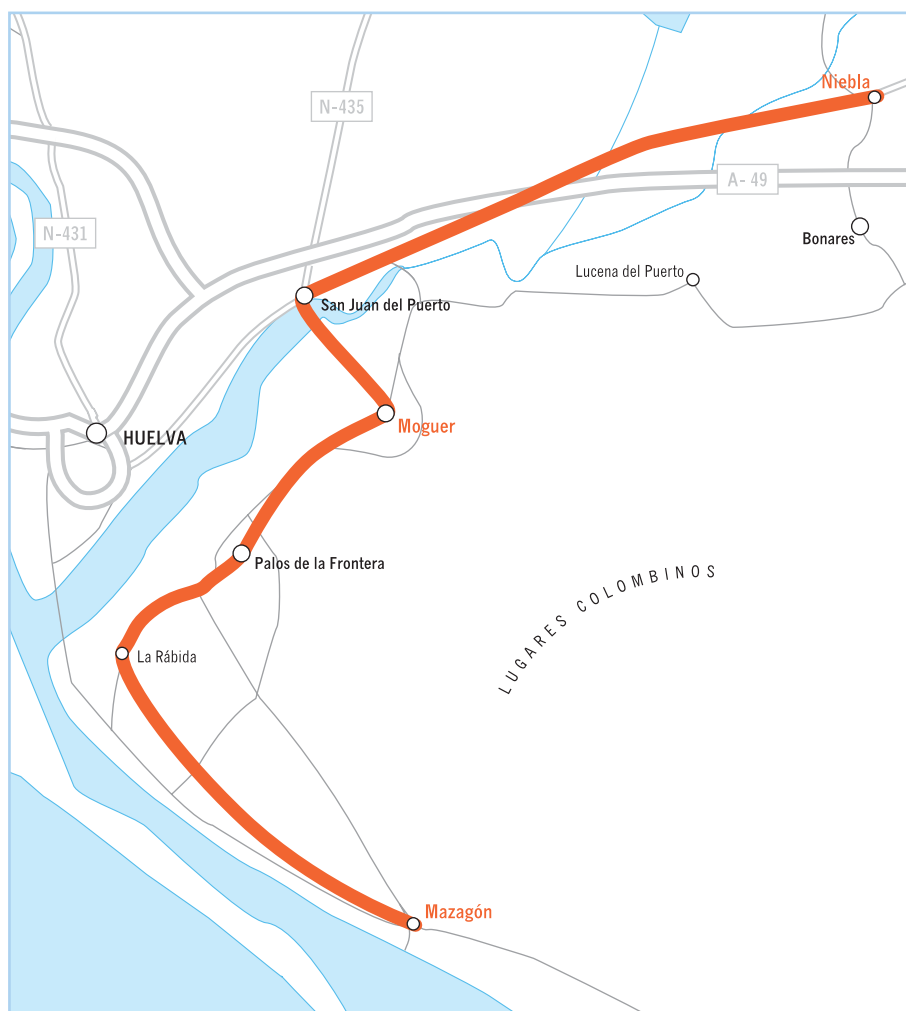 Niebla
N-435
A- 49
N-431
Bonares
Lucena del Puerto
San Juan del Puerto
Moguer
HUELVA
Palos de la Frontera
LUGARES COLOMBINOS
La Rábida
Mazagón